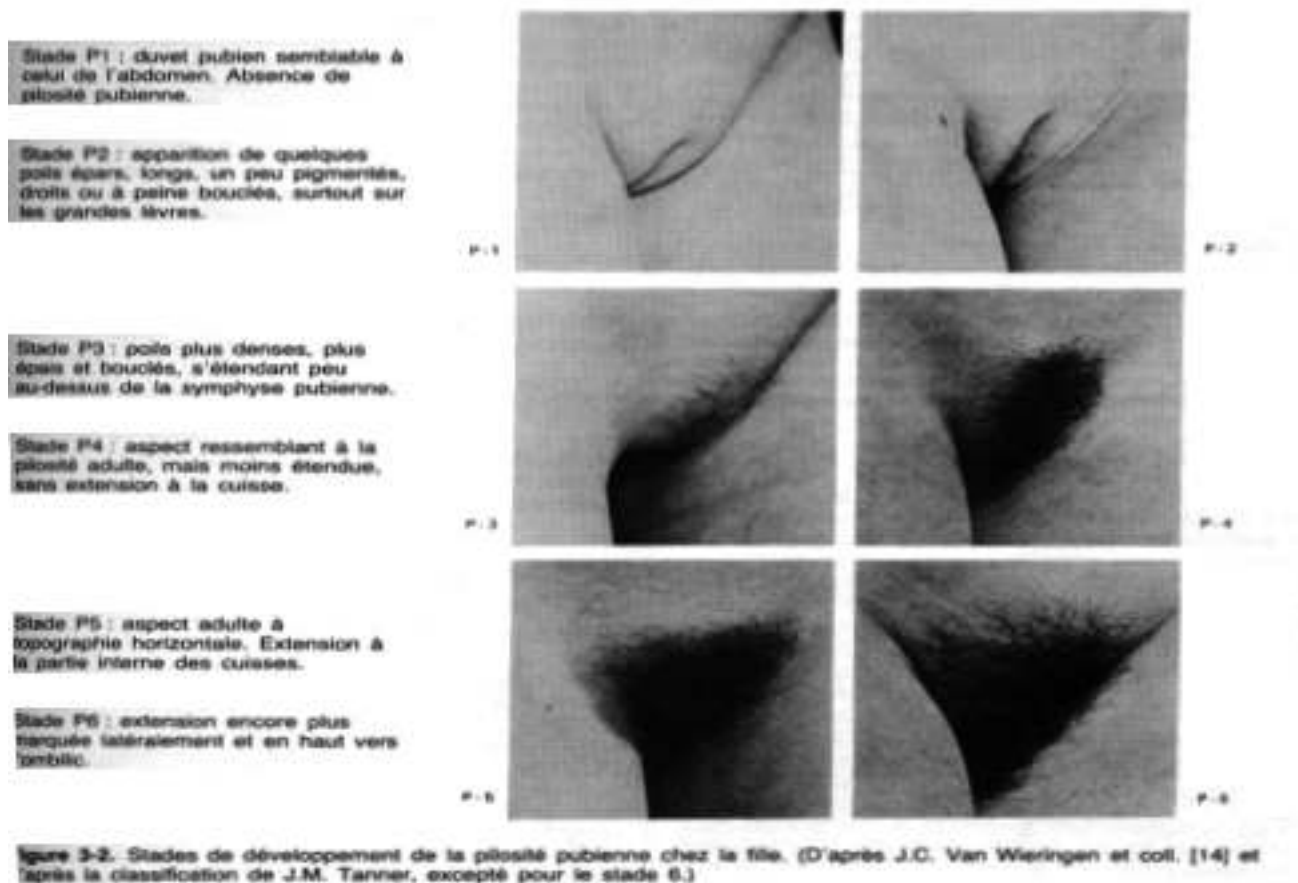 Stade P1 : duvet pubien semblable à
celui de l'abdomen. Absence de
pilosité pubienne.
Stade P2 : apparition de quelques
poils épars, longs, un peu pigmentés,
droits ou à peine bouclés, surtout sur
les grandes lèvres.
P-1
P-2
Stade P3 : poils plus denses, plus
épais et bouclés, s'étendant peu
au-dessus de la symphyse pubienne.
Stade P4 : aspect ressemblant à la
pilosité adulte, mais moins étendue,
sans extension à la cuisse.
P-3
P-4
Stade P5 : aspect adulte à
topographie horizontale. Extension à
la partie interne des cuisses.
Stade P6 : extension encore plus
marquée latéralement et en haut vers
l'ombilic.
P-5
P-6
igure 3-2. Stades de développement de la pilosité pubienne chez la fille. (D'après J.C. Van Wieringen et coll. [14] et
'après la classification de J.M. Tanner, excepté pour le stade 6.)